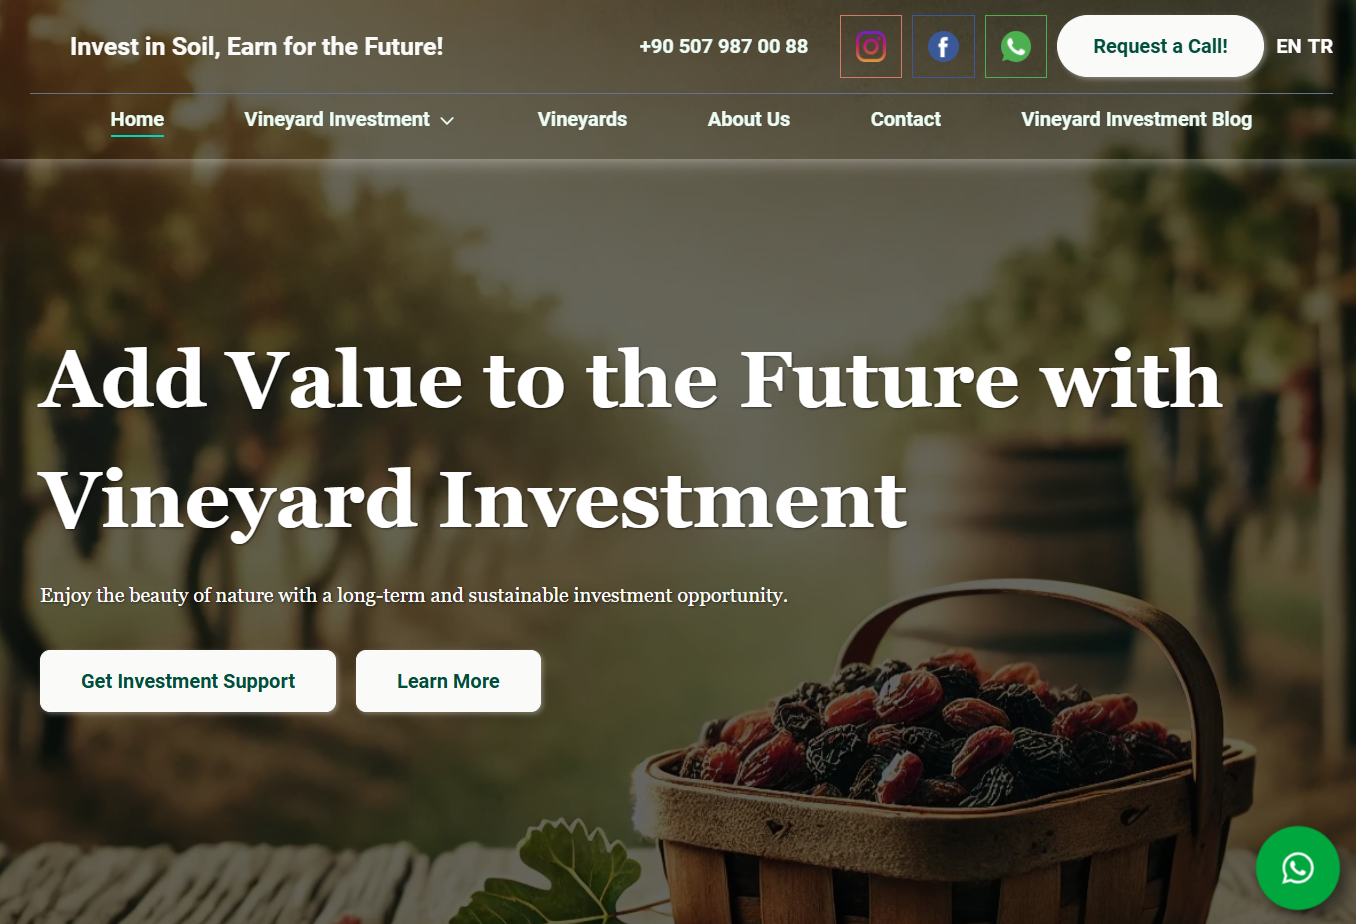 Invest in Soil, Earn for the Future!
+90 507 987 00 88
Request a Call!
EN TR
Home
Vineyard Investment
Vineyards
About Us
Contact
Vineyard Investment Blog
Add Value to the Future with
Vineyard Investment
Enjoy the beauty of nature with a long-term and sustainable investment opportunity.
Get Investment Support
Learn More